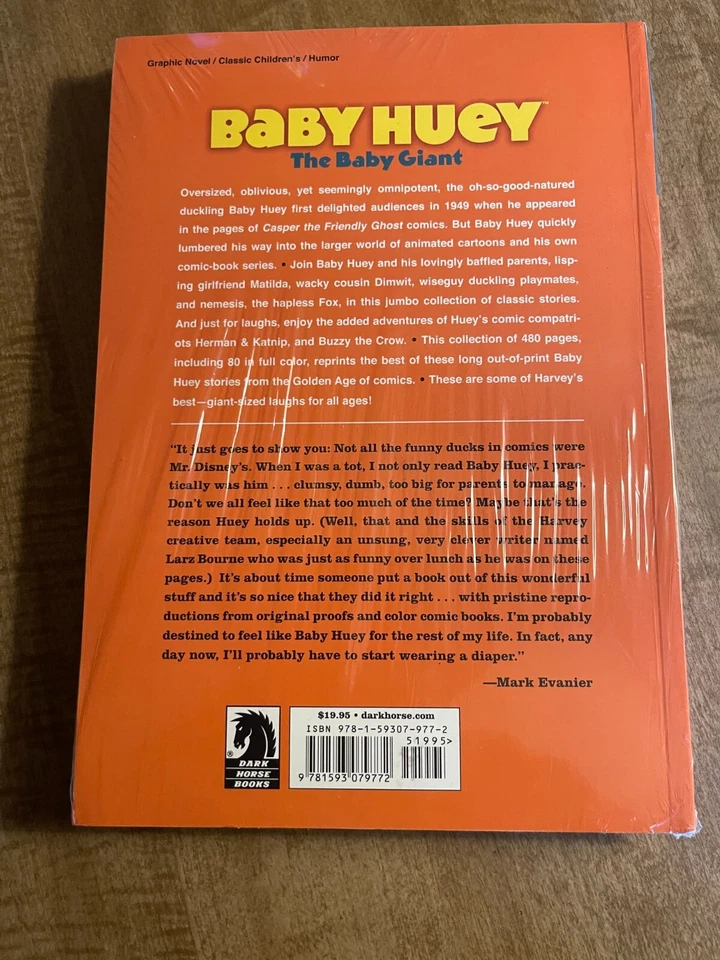 Graphic Novel / Classic Children's / Humor
BABY HUEY™
The Baby Giant
Oversized, oblivious, yet seemingly omnipotent, the oh-so-good-natured
duckling Baby Huey first delighted audiences in 1949 when he appeared
in the pages of Casper the Friendly Ghost comics. But Baby Huey quickly
lumbered his way into the larger world of animated cartoons and his own
comic-book series. • Join Baby Huey and his lovingly baffled parents, lisp-
ing girlfriend Matilda, wacky cousin Dimwit, wiseguy duckling playmates,
and nemesis, the hapless Fox, in this jumbo collection of classic stories.
And just for laughs, enjoy the added adventures of Huey's comic compatri-
ots Herman & Katnip, and Buzzy the Crow. • This collection of 480 pages,
including 80 in full color, reprints the best of these long out-of-print Baby
Huey stories from the Golden Age of comics. • These are some of Harvey's
best—giant-sized laughs for all ages!
"It just goes to show you: Not all the funny ducks in comics were
Mr. Disney's. When I was a tot, I not only read Baby Huey, I prac-
tically was him . . . clumsy, dumb, too big for parents to manage.
Don't we all feel like that too much of the time? Maybe that's the
reason Huey holds up. (Well, that and the skills of the Harvey
creative team, especially an unsung, very clever writer named
Larz Bourne who was just as funny over lunch as he was on these
pages.) It's about time someone put a book out of this wonderful
stuff and it's so nice that they did it right . . . with pristine repro-
ductions from original proofs and color comic books. I'm probably
destined to feel like Baby Huey for the rest of my life. In fact, any
day now, I'll probably have to start wearing a diaper."
—Mark Evanier
®
DARK
HORSE
BOOKS
$19.95 • darkhorse.com
ISBN 978-1-59307-977-2
51995>
9 781593 079772